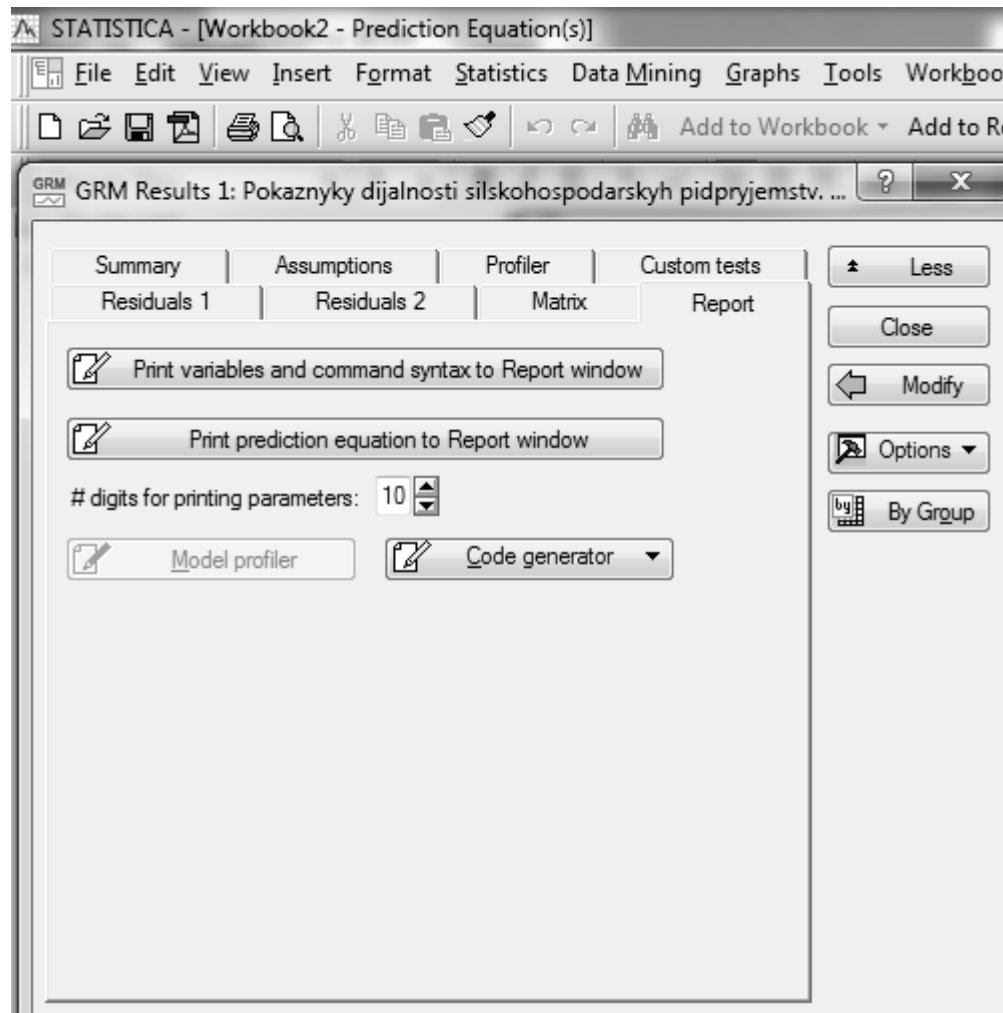 STATISTICA - [Workbook2 - Prediction Equation(s)]
File Edit View Insert Format Statistics Data Mining Graphs Tools Workboo
Add to Workbook Add to Re
GRM GRM Results 1: Pokaznyky dijalnosti silskohospodarskyh pidpryjemstv. ... ? X
Summary Assumptions Profiler Custom tests
Residuals 1 Residuals 2 Matrix Report
Print variables and command syntax to Report window
Print prediction equation to Report window
# digits for printing parameters: 10
Model profiler Code generator
Less
Close
Modify
Options
by By Group